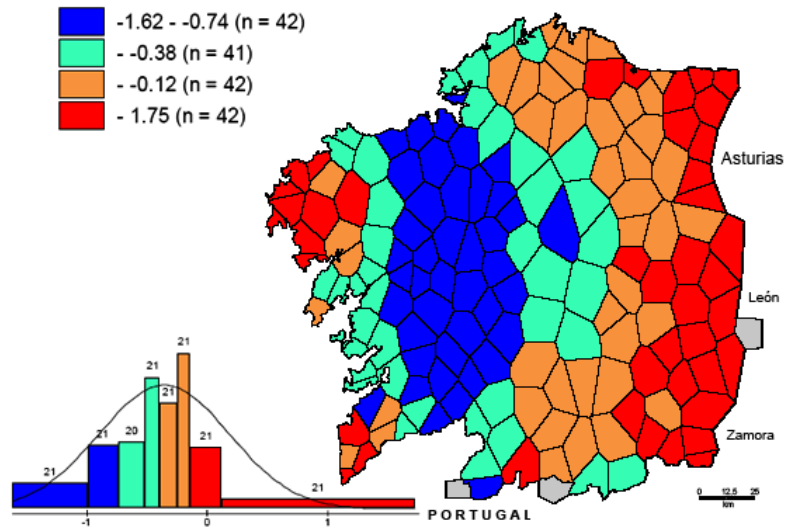 -1.62 - -0.74 (n = 42)
- -0.38 (n = 41)
- -0.12 (n = 42)
- 1.75 (n = 42)
Asturias
León
Zamora
0 12.5 25
km
PORTUGAL
21
21
20
21
21
21
21
21
-1 0 1